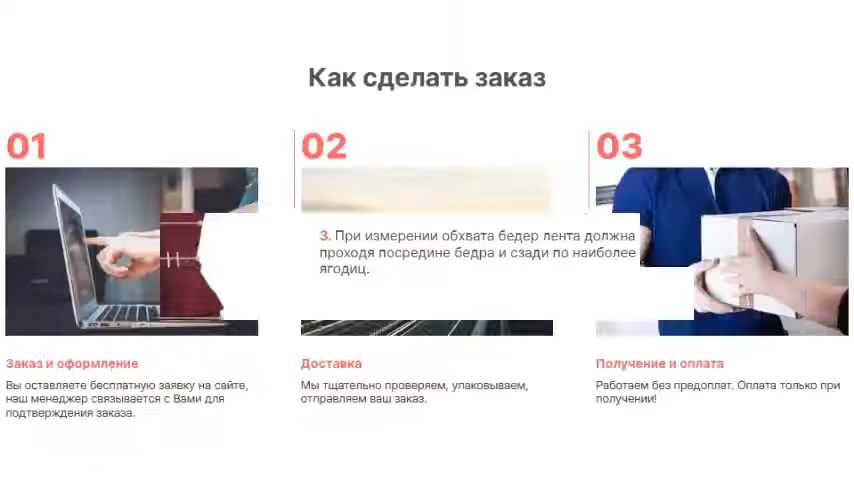 Как сделать заказ
01
02
03
3. При измерении обхвата бедер лента должна
проходя посредине бедра и сзади по наиболее
ягодиц.
Заказ и оформление
Вы оставляете бесплатную заявку на сайте,
наш менеджер связывается с Вами для
подтверждения заказа.
Доставка
Мы тщательно проверяем, упаковываем,
отправляем ваш заказ.
Получение и оплата
Работаем без предоплат. Оплата только при
получении!